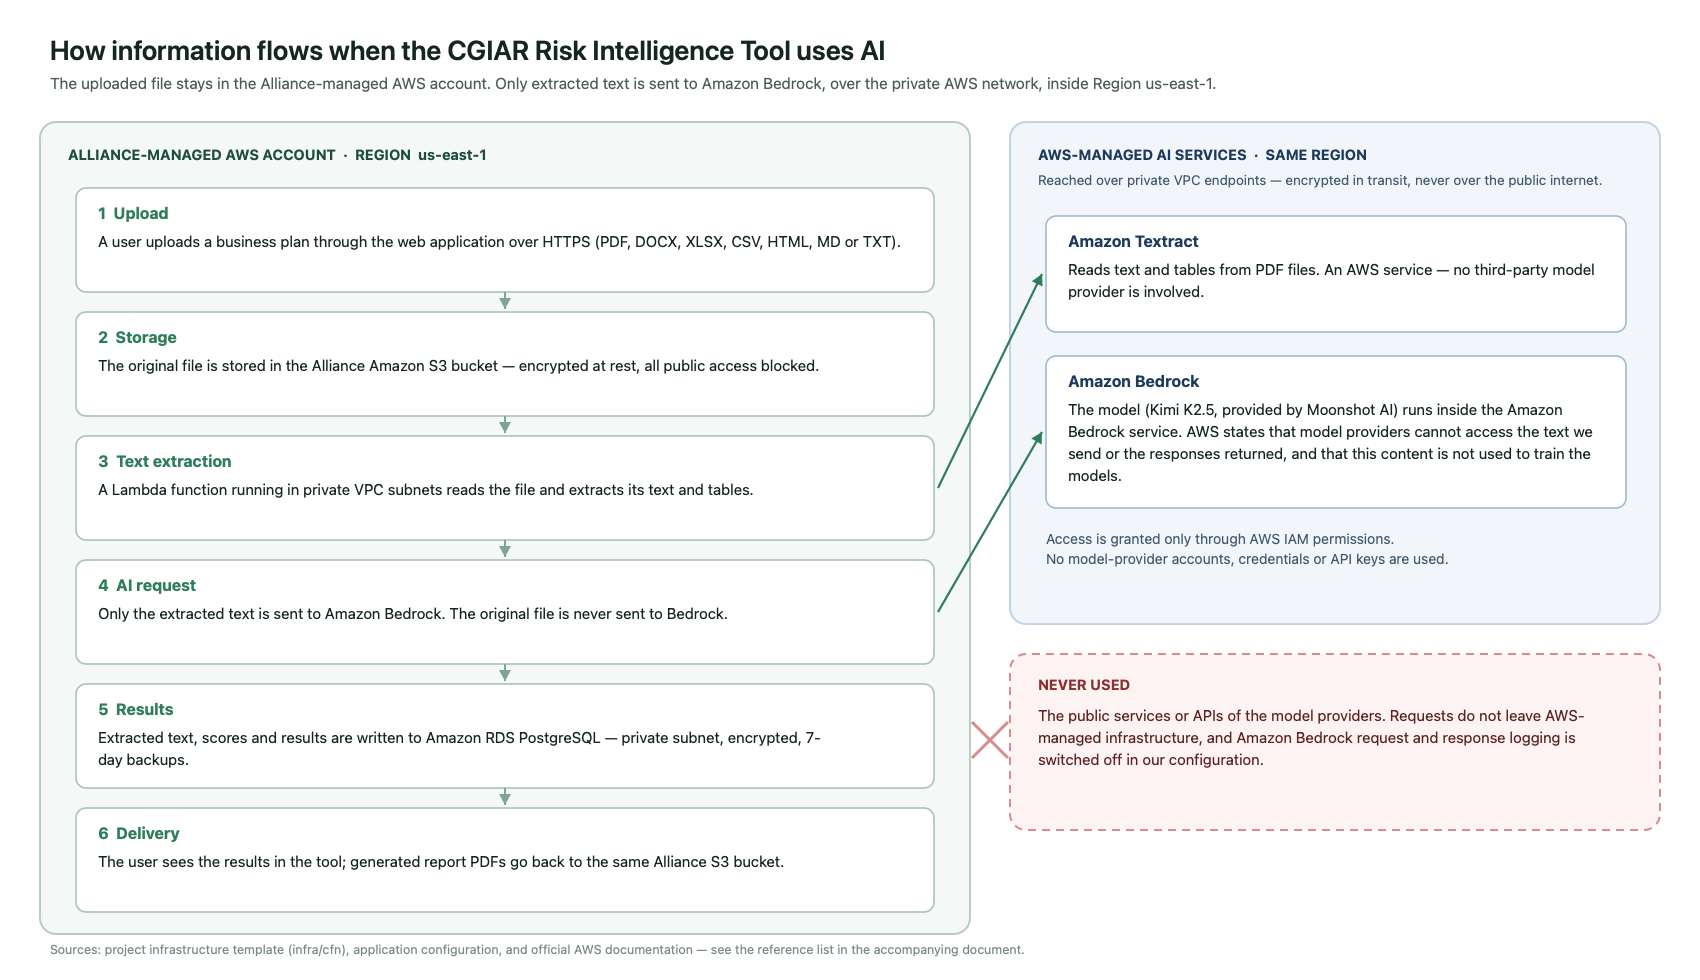 How information flows when the CGIAR Risk Intelligence Tool uses AI
The uploaded file stays in the Alliance-managed AWS account. Only extracted text is sent to Amazon Bedrock, over the private AWS network, inside Region us-east-1.
ALLIANCE-MANAGED AWS ACCOUNT · REGION us-east-1
1 Upload
A user uploads a business plan through the web application over HTTPS (PDF, DOCX, XLSX, CSV, HTML, MD or TXT).
2 Storage
The original file is stored in the Alliance Amazon S3 bucket — encrypted at rest, all public access blocked.
3 Text extraction
A Lambda function running in private VPC subnets reads the file and extracts its text and tables.
4 AI request
Only the extracted text is sent to Amazon Bedrock. The original file is never sent to Bedrock.
5 Results
Extracted text, scores and results are written to Amazon RDS PostgreSQL — private subnet, encrypted, 7-
day backups.
6 Delivery
The user sees the results in the tool; generated report PDFs go back to the same Alliance S3 bucket.
AWS-MANAGED AI SERVICES · SAME REGION
Reached over private VPC endpoints — encrypted in transit, never over the public internet.
Amazon Textract
Reads text and tables from PDF files. An AWS service — no third-party model
provider is involved.
Amazon Bedrock
The model (Kimi K2.5, provided by Moonshot AI) runs inside the Amazon
Bedrock service. AWS states that model providers cannot access the text we
send or the responses returned, and that this content is not used to train the
models.
Access is granted only through AWS IAM permissions.
No model-provider accounts, credentials or API keys are used.
NEVER USED
The public services or APIs of the model providers. Requests do not leave AWS-
managed infrastructure, and Amazon Bedrock request and response logging is
switched off in our configuration.
Sources: project infrastructure template (infra/cfn), application configuration, and official AWS documentation — see the reference list in the accompanying document.